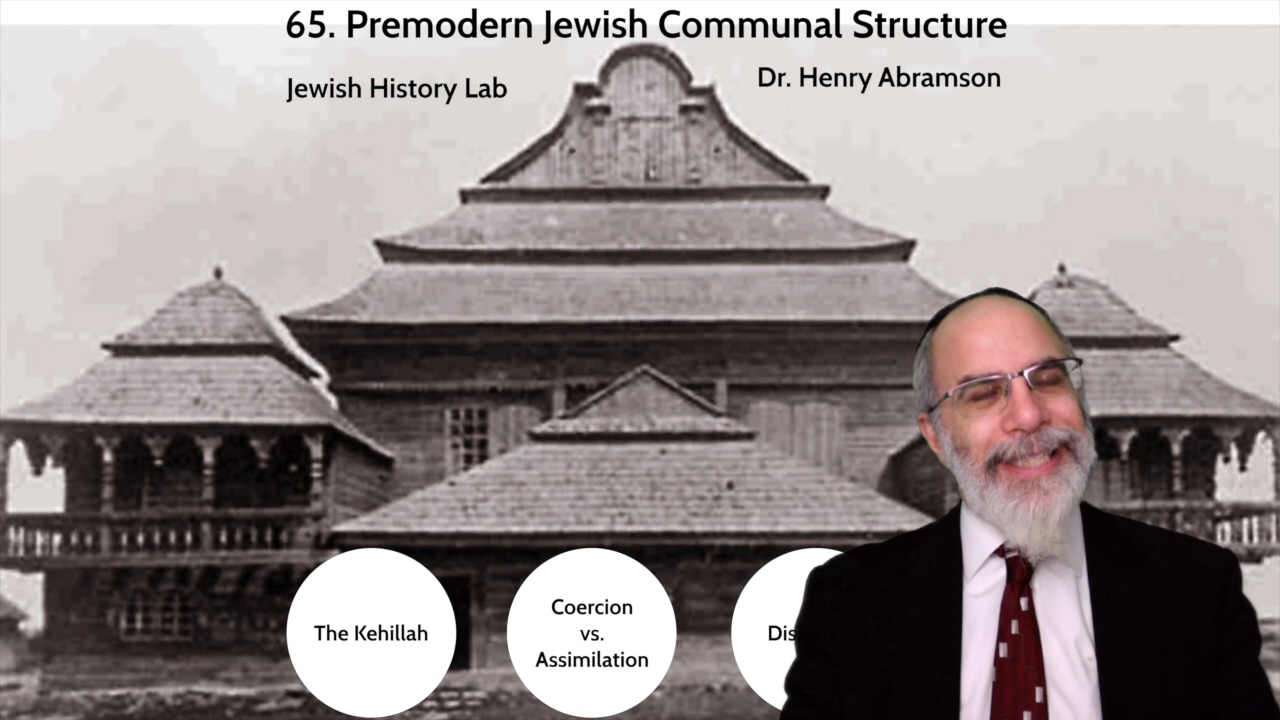 65. Premodern Jewish Communal Structure
Jewish History Lab
Dr. Henry Abramson
The Kehillah
Coercion
vs.
Assimilation